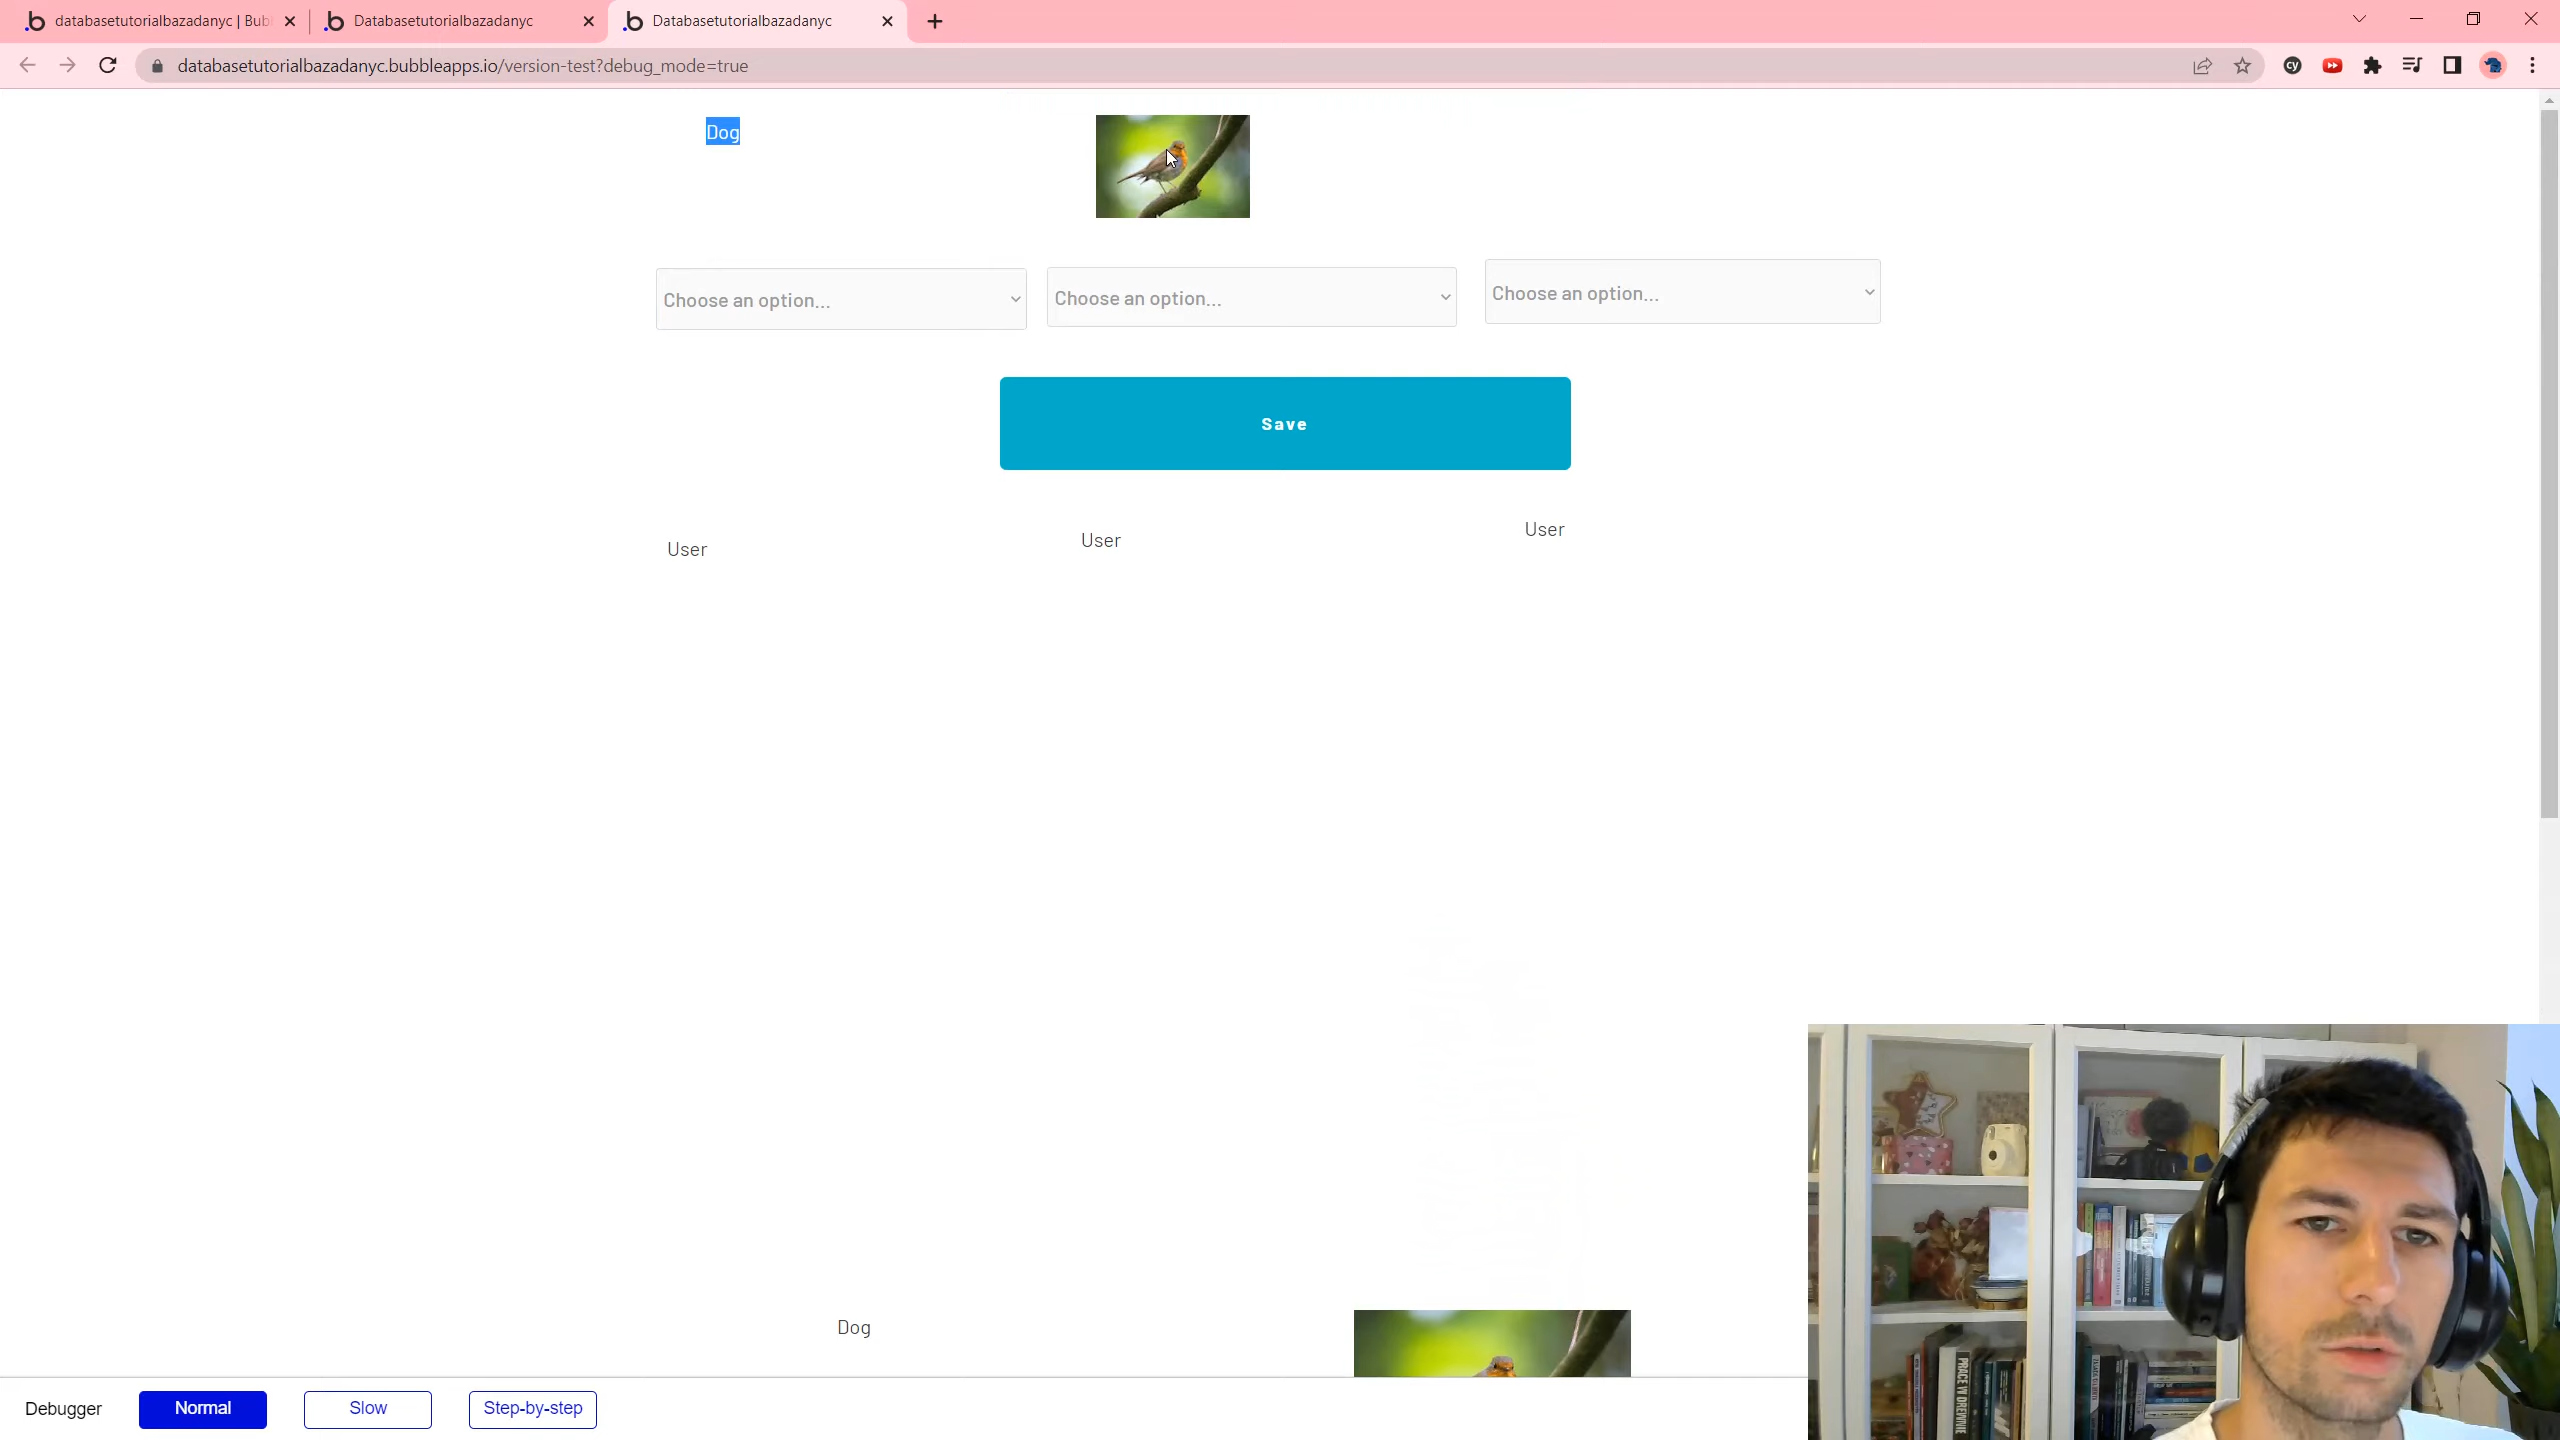 databasetutorialbazadanyc | Bub
Databasetutorialbazadanyc
Databasetutorialbazadanyc
databasetutorialbazadanyc.bubbleapps.io/version-test?debug_mode=true
cy
Dog
Choose an option...
Choose an option...
Choose an option...
Save
User
User
User
Dog
Debugger
Normal
Slow
Step-by-step